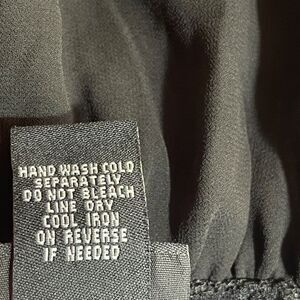 HAND WASH COLD
SEPARATELY
DO NOT BLEACH
LINE DRY
COOL IRON
ON REVERSE
IF NEEDED